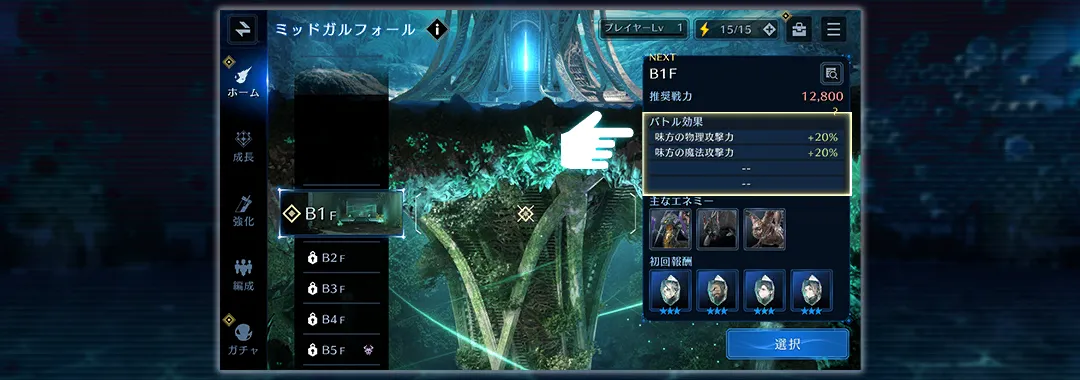 ミッドガルフォール
i
プレイヤーLv 1
15/15
ホーム
成長
強化
編成
ガチャ
B1F
B2F
B3F
B4F
B5F
NEXT
B1F
推奨戦力 12,800
?
バトル効果
味方の物理攻撃力 +20%
味方の魔法攻撃力 +20%
--
--
主なエネミー
初回報酬
選択